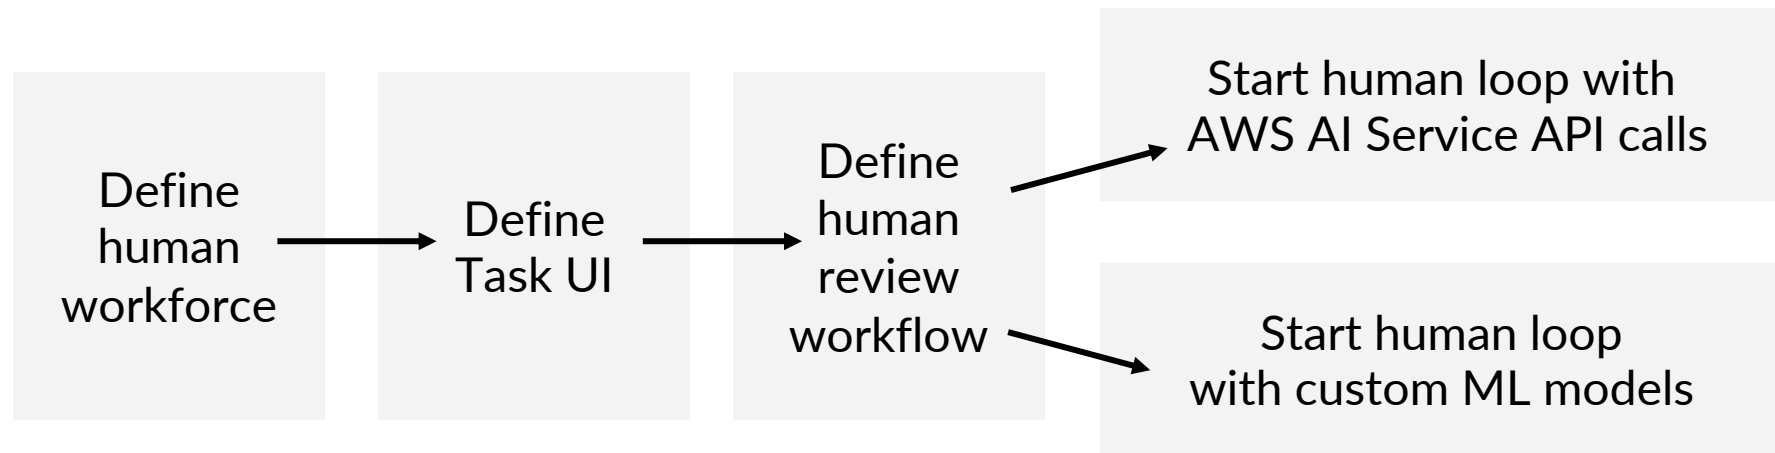 Define
human
workforce
Define
Task UI
Define
human
review
workflow
Start human loop with
AWS AI Service API calls
Start human loop
with custom ML models